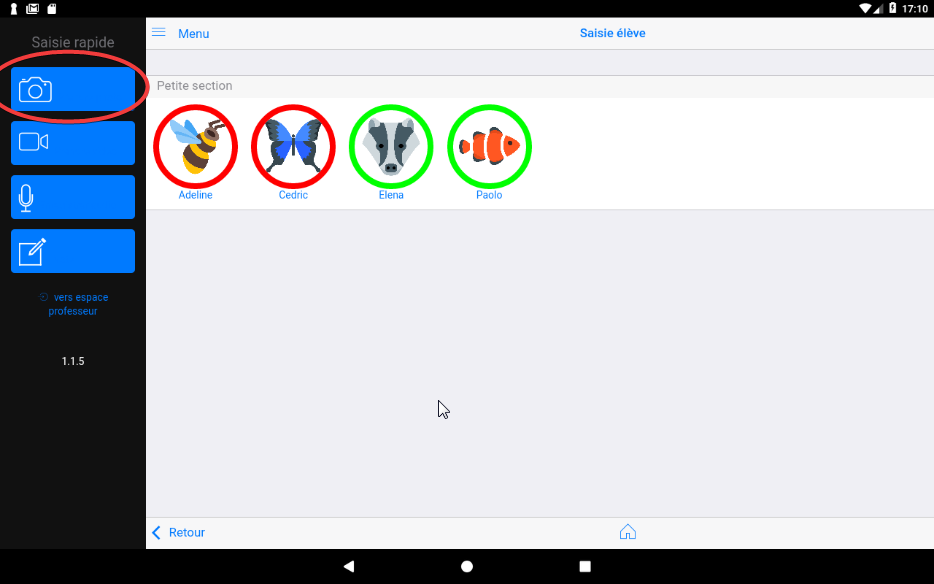 17:10
Saisie rapide
Menu
Saisie élève
Petite section
Adeline
Cedric
Elena
Paolo
vers espace
professeur
1.1.5
Retour